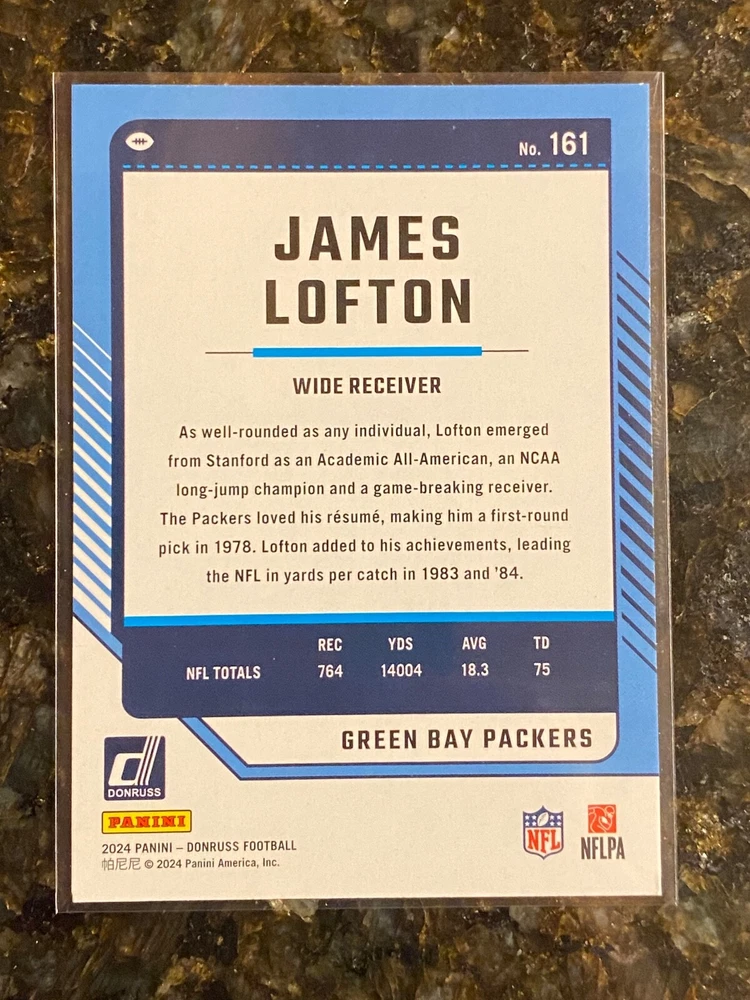 No. 161
JAMES
LOFTON
WIDE RECEIVER
As well-rounded as any individual, Lofton emerged
from Stanford as an Academic All-American, an NCAA
long-jump champion and a game-breaking receiver.
The Packers loved his résumé, making him a first-round
pick in 1978. Lofton added to his achievements, leading
the NFL in yards per catch in 1983 and '84.
REC YDS AVG TD
NFL TOTALS 764 14004 18.3 75
GREEN BAY PACKERS
d
DONRUSS
PANINI
2024 PANINI – DONRUSS FOOTBALL
帕尼尼 © 2024 Panini America, Inc.
NFL
NFLPA